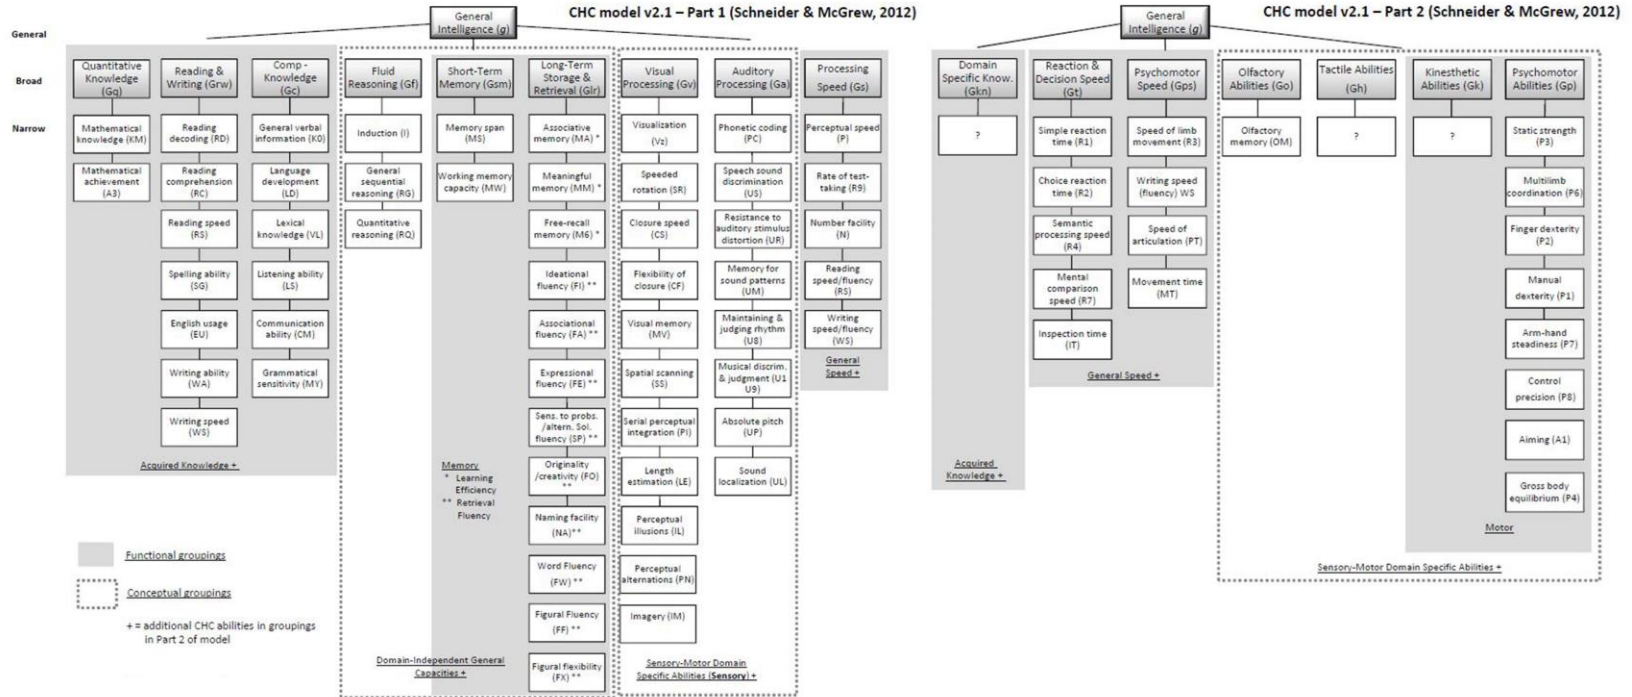 CHC model v2.1 – Part 1 (Schneider & McGrew, 2012)
General
Intelligence (g)
General
Broad
Narrow
Quantitative
Knowledge
(Gq)
Mathematical
knowledge (KM)
Mathematical
achievement
(A3)
Reading &
Writing (Grw)
Reading
decoding (RD)
Reading
comprehension
(RC)
Reading speed
(RS)
Spelling ability
(SG)
English usage
(EU)
Writing ability
(WA)
Writing speed
(WS)
Comp -
Knowledge
(Gc)
General verbal
information (K0)
Language
development
(LD)
Lexical
knowledge (VL)
Listening ability
(LS)
Communication
ability (CM)
Grammatical
sensitivity (MY)
Acquired Knowledge +
Fluid
Reasoning (Gf)
Induction (I)
General
sequential
reasoning (RG)
Quantitative
reasoning (RQ)
Short-Term
Memory (Gsm)
Memory span
(MS)
Working memory
capacity (MW)
Memory
* Learning
Efficiency
** Retrieval
Fluency
Long-Term
Storage &
Retrieval (Glr)
Associative
memory (MA) *
Meaningful
memory (MM) *
Free-recall
memory (M6) *
Ideational
fluency (FI) **
Associational
fluency (FA) **
Expressional
fluency (FE) **
Sens. to probs.
/altern. Sol.
fluency (SP) **
Originality
/creativity (FO)
**
Naming facility
(NA)**
Word Fluency
(FW) **
Figural Fluency
(FF) **
Figural flexibility
(FX) **
Domain-Independent General
Capacities +
Visual
Processing (Gv)
Visualization
(Vz)
Speeded
rotation (SR)
Closure speed
(CS)
Flexibility of
closure (CF)
Visual memory
(MV)
Spatial scanning
(SS)
Serial perceptual
integration (PI)
Length
estimation (LE)
Perceptual
illusions (IL)
Perceptual
alternations (PN)
Imagery (IM)
Auditory
Processing (Ga)
Phonetic coding
(PC)
Speech sound
discrimination
(US)
Resistance to
auditory stimulus
distortion (UR)
Memory for
sound patterns
(UM)
Maintaining &
judging rhythm
(U8)
Musical discrim.
& judgment (U1
U9)
Absolute pitch
(UP)
Sound
localization (UL)
Sensory-Motor Domain
Specific Abilities (Sensory) +
Processing
Speed (Gs)
Perceptual speed
(P)
Rate of test-
taking (R9)
Number facility
(N)
Reading
speed/fluency
(RS)
Writing
speed/fluency
(WS)
General
Speed +
Functional groupings
Conceptual groupings
+ = additional CHC abilities in groupings
in Part 2 of model
CHC model v2.1 – Part 2 (Schneider & McGrew, 2012)
General
Intelligence (g)
Domain
Specific Know.
(Gkn)
?
Acquired
Knowledge +
Reaction &
Decision Speed
(Gt)
Simple reaction
time (R1)
Choice reaction
time (R2)
Semantic
processing speed
(R4)
Mental
comparison
speed (R7)
Inspection time
(IT)
Psychomotor
Speed (Gps)
Speed of limb
movement (R3)
Writing speed
(fluency) WS
Speed of
articulation (PT)
Movement time
(MT)
General Speed +
Olfactory
Abilities (Go)
Olfactory
memory (OM)
Tactile Abilities
(Gh)
?
Kinesthetic
Abilities (Gk)
?
Psychomotor
Abilities (Gp)
Static strength
(P3)
Multilimb
coordination (P6)
Finger dexterity
(P2)
Manual
dexterity (P1)
Arm-hand
steadiness (P7)
Control
precision (P8)
Aiming (A1)
Gross body
equilibrium (P4)
Motor
Sensory-Motor Domain Specific Abilities +